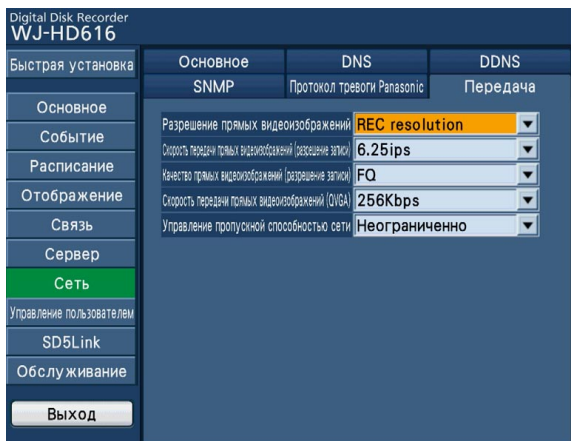 Digital Disk Recorder
WJ-HD616
Быстрая установка
Основное
Событие
Расписание
Отображение
Связь
Сервер
Сеть
Управление пользователем
SD5Link
Обслуживание
Выход
Основное DNS DDNS
SNMP Протокол тревоги Panasonic Передача
Разрешение прямых видеоизображений REC resolution
Скорость передачи прямых видеоизображений (разрешение записи) 6.25ips
Качество прямых видеоизображений (разрешение записи) FQ
Скорость передачи прямых видеоизображений (QVGA) 256Kbps
Управление пропускной способностью сети Неограниченно